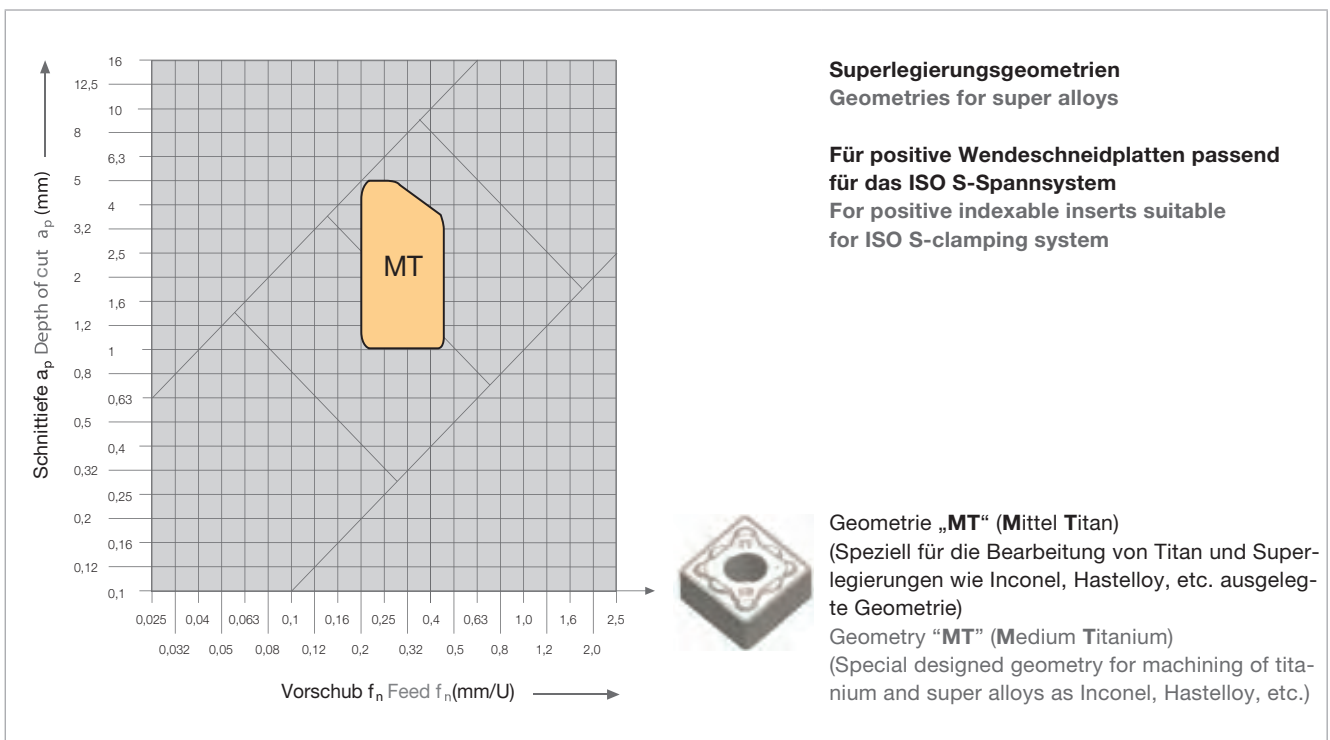 Schnittiefe aₚ Depth of cut aₚ (mm)
16
12,5
10
8
6,3
5
4
3,2
2,5
2
1,6
1,2
1
0,8
0,63
0,5
0,4
0,32
0,25
0,2
0,16
0,12
0,1
MT
0,025 0,04 0,063 0,1 0,16 0,25 0,4 0,63 1,0 1,6 2,5
0,032 0,05 0,08 0,12 0,2 0,32 0,5 0,8 1,2 2,0
Vorschub fₙ Feed fₙ(mm/U)
Superlegierungsgeometrien
Geometries for super alloys
Für positive Wendeschneidplatten passend
für das ISO S-Spannsystem
For positive indexable inserts suitable
for ISO S-clamping system
Geometrie „MT“ (Mittel Titan)
(Speziell für die Bearbeitung von Titan und Super-
legierungen wie Inconel, Hastelloy, etc. ausgeleg-
te Geometrie)
Geometry “MT” (Medium Titanium)
(Special designed geometry for machining of tita-
nium and super alloys as Inconel, Hastelloy, etc.)